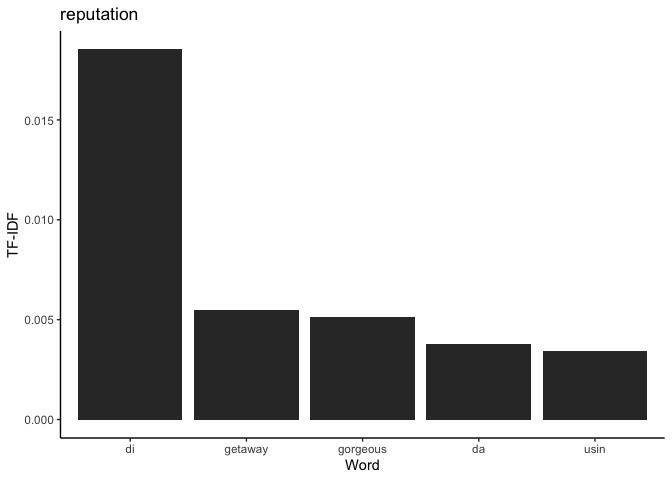 reputation
TF-IDF
0.015
0.010
0.005
0.000
di getaway gorgeous da usin
Word